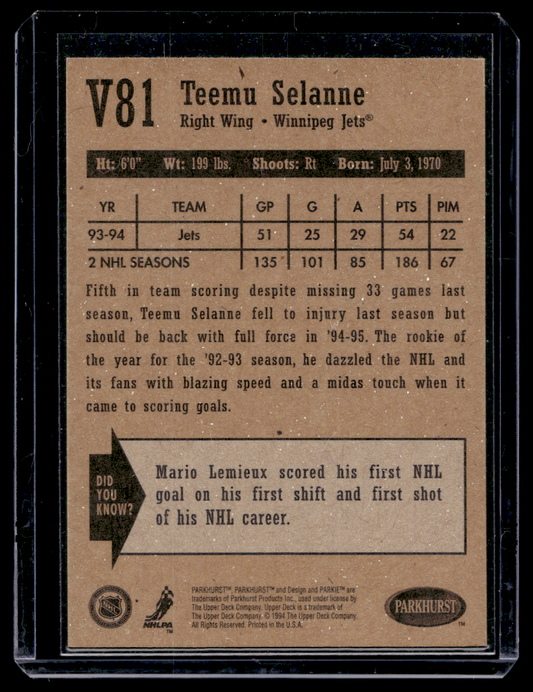 V81 Teemu Selanne
Right Wing • Winnipeg Jets®
Ht: 6'0" Wt: 199 lbs. Shoots: Rt Born: July 3, 1970
YR TEAM GP G A PTS PIM
93-94 Jets 51 25 29 54 22
2 NHL SEASONS 135 101 85 186 67
Fifth in team scoring despite missing 33 games last
season, Teemu Selanne fell to injury last season but
should be back with full force in '94-95. The rookie of
the year for the '92-93 season, he dazzled the NHL and
its fans with blazing speed and a midas touch when it
came to scoring goals.
DID
YOU
KNOW?
Mario Lemieux scored his first NHL
goal on his first shift and first shot
of his NHL career.
NHL
NHLPA
™
PARKHURST™, PARKHURST™ and Design and PARKIE™ are
trademarks of Parkhurst Products Inc., used under license by
The Upper Deck Company. Upper Deck is a trademark of
The Upper Deck Company. © 1994 The Upper Deck Company.
All Rights Reserved. Printed in the U.S.A.
PARKHURST
™